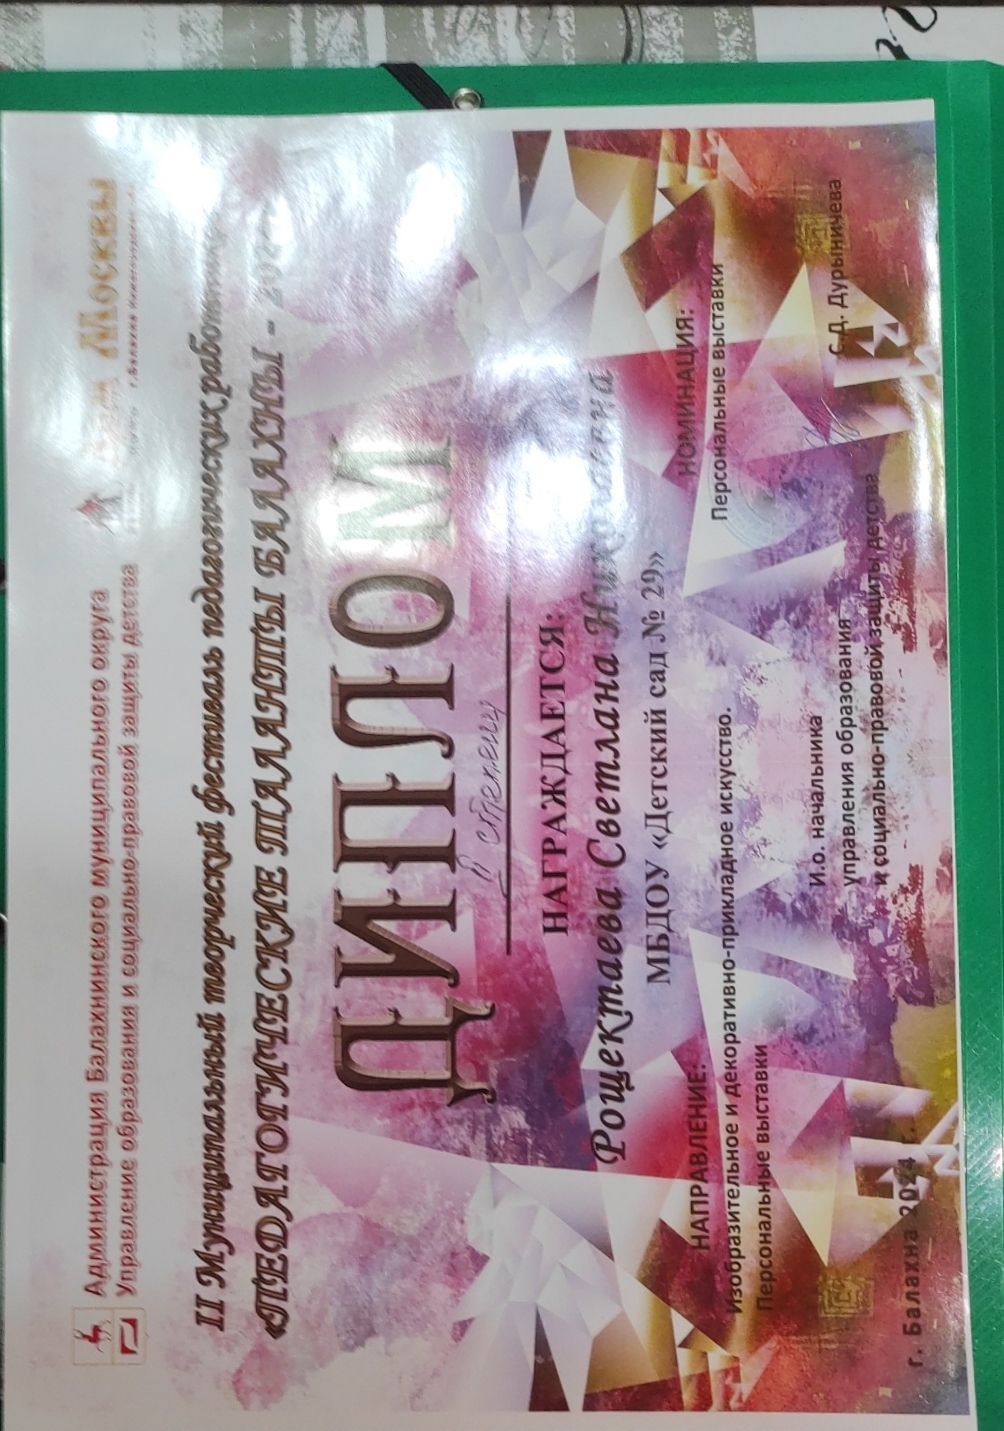 Администрация Балахнинского муниципального округа
Управление образования и социально-правовой защиты детства
Москвы
II Муниципальный творческий фестиваль педагогических
«ПЕДАГОГИЧЕСКИЕ ТАЛАНТЫ БАЛАХНЫ -
ДИПЛОМ
II степени
НАГРАЖДАЕТСЯ:
Рощектаева Светлана Николаевна
МБДОУ «Детский сад № 29»
НАПРАВЛЕНИЕ:
Изобразительное и декоративно-прикладное искусство.
Персональные выставки
НОМИНАЦИЯ:
Персональные выставки
И.о. начальника
управления образования
и социально-правовой защиты детства
С.Д. Дурыничева
г. Балахна 2024 г.